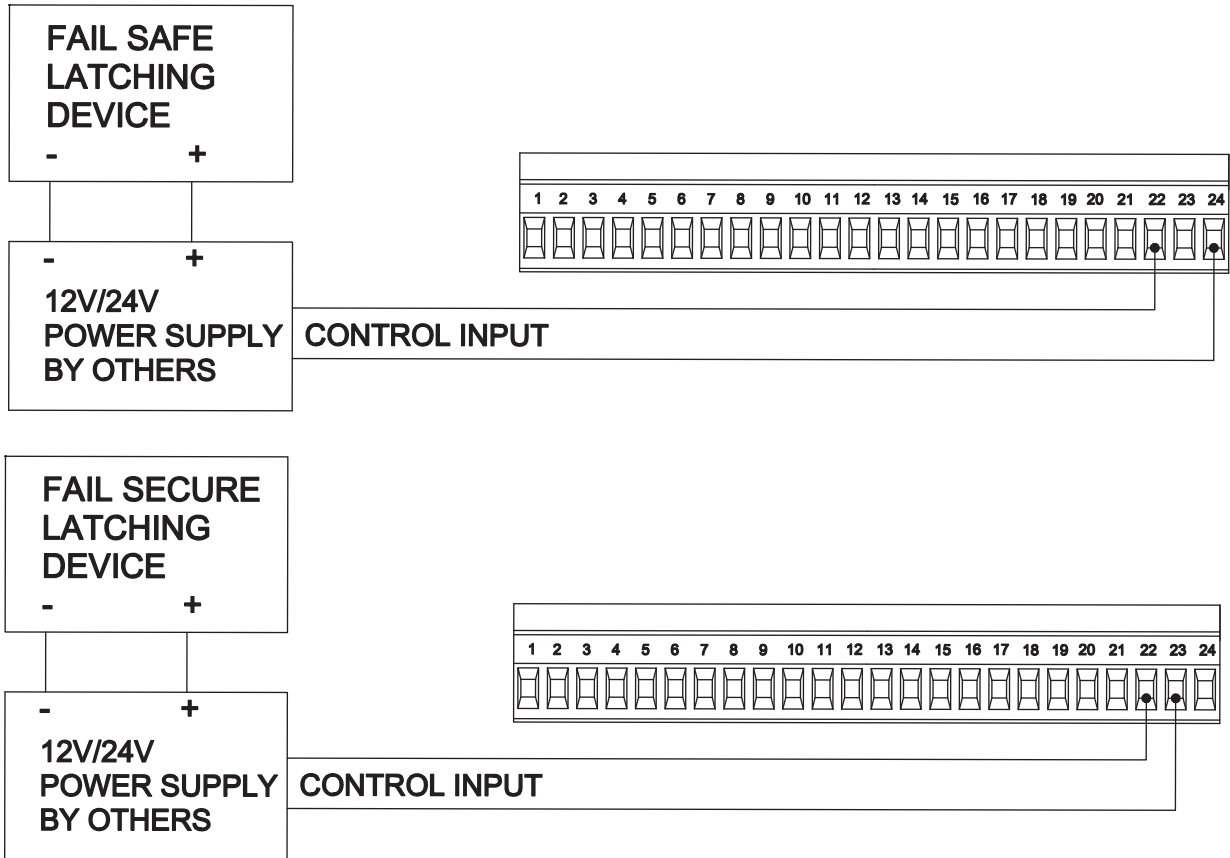 FAIL SAFE
LATCHING
DEVICE
- +
- +
12V/24V
POWER SUPPLY
BY OTHERS
CONTROL INPUT
1 2 3 4 5 6 7 8 9 10 11 12 13 14 15 16 17 18 19 20 21 22 23 24
FAIL SECURE
LATCHING
DEVICE
- +
- +
12V/24V
POWER SUPPLY
BY OTHERS
CONTROL INPUT
1 2 3 4 5 6 7 8 9 10 11 12 13 14 15 16 17 18 19 20 21 22 23 24